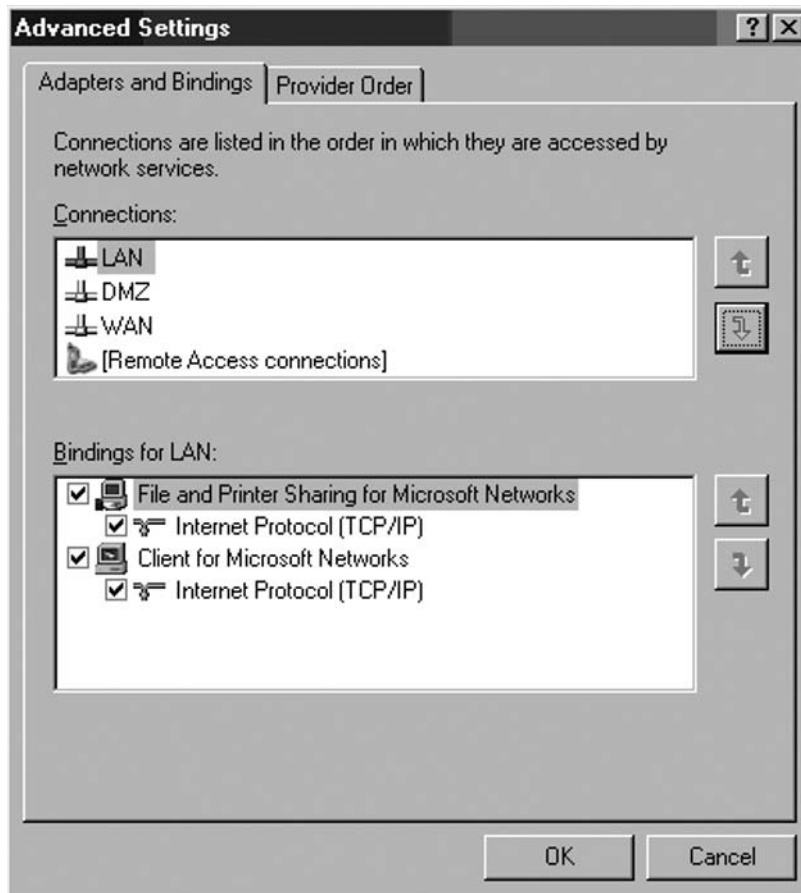 Advanced Settings
Adapters and Bindings
Provider Order
Connections are listed in the order in which they are accessed by
network services.
Connections:
LAN
DMZ
WAN
[Remote Access connections]
Bindings for LAN:
File and Printer Sharing for Microsoft Networks
Internet Protocol (TCP/IP)
Client for Microsoft Networks
Internet Protocol (TCP/IP)
OK
Cancel